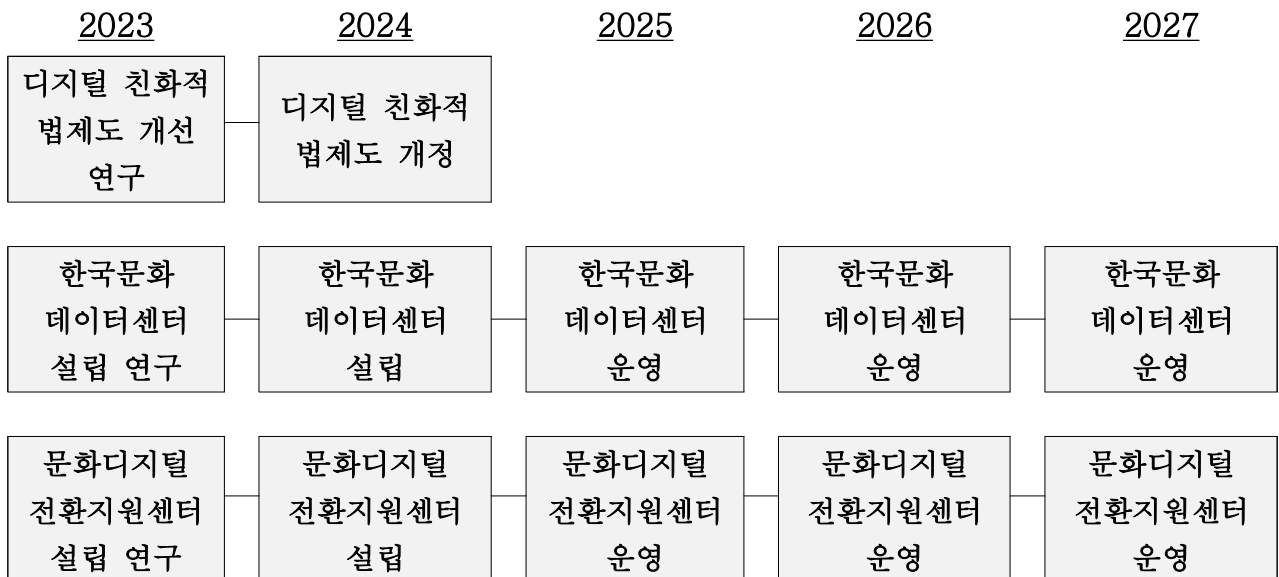 2023 2024 2025 2026 2027
디지털 친화적
법제도 개선
연구
디지털 친화적
법제도 개정
한국문화
데이터센터
설립 연구
한국문화
데이터센터
설립
한국문화
데이터센터
운영
한국문화
데이터센터
운영
한국문화
데이터센터
운영
문화디지털
전환지원센터
설립 연구
문화디지털
전환지원센터
설립
문화디지털
전환지원센터
운영
문화디지털
전환지원센터
운영
문화디지털
전환지원센터
운영